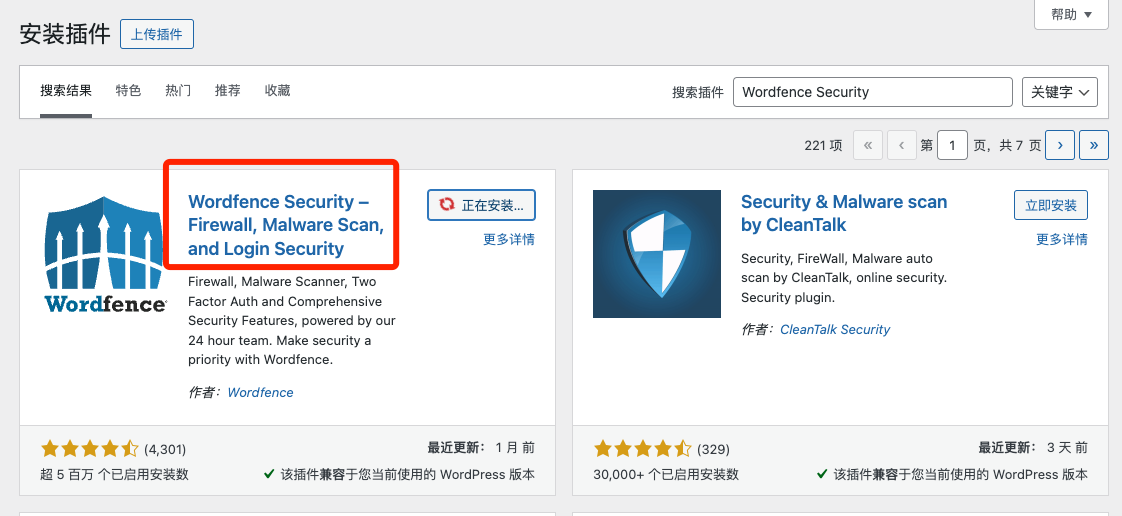 帮助
安装插件 上传插件
搜索结果 特色 热门 推荐 收藏 搜索插件 Wordfence Security 关键字
221 项 « ‹ 第 1 页，共 7 页 › »
Wordfence Security –
Firewall, Malware Scan,
and Login Security
正在安装...
更多详情
Firewall, Malware Scanner, Two
Factor Auth and Comprehensive
Security Features, powered by our
24 hour team. Make security a
priority with Wordfence.
作者：Wordfence
Wordfence
(4,301)
最近更新： 1 月 前
超 5 百万 个已启用安装数
该插件兼容于您当前使用的 WordPress 版本
Security & Malware scan
by CleanTalk
立即安装
更多详情
Security, FireWall, Malware auto
scan by CleanTalk, online security.
Security plugin.
作者：CleanTalk Security
(329)
最近更新： 3 天 前
30,000+ 个已启用安装数
该插件兼容于您当前使用的 WordPress 版本